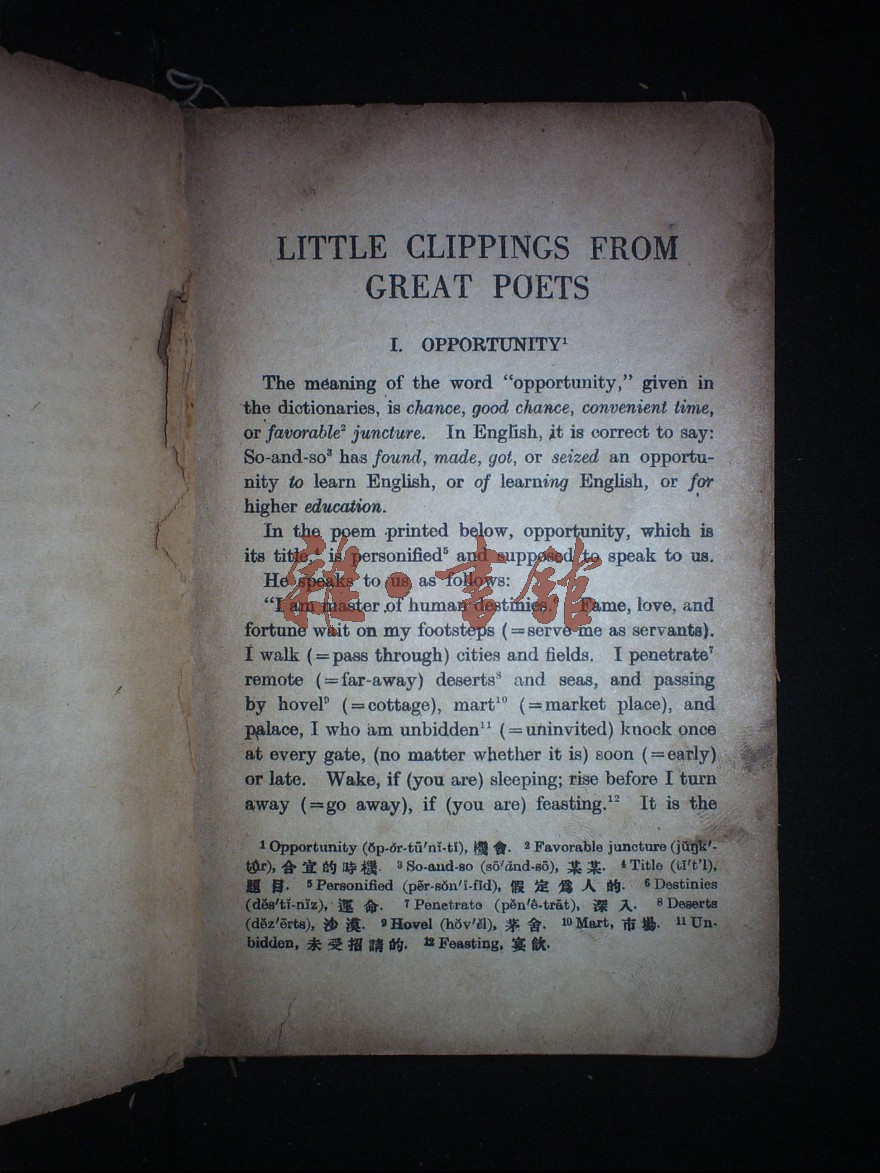 LITTLE CLIPPINGS FROM
GREAT POETS
I. OPPORTUNITY¹
The meaning of the word "opportunity," given in
the dictionaries, is chance, good chance, convenient time,
or favorable² juncture. In English, it is correct to say:
So-and-so³ has found, made, got, or seized an opportu-
nity to learn English, or of learning English, or for
higher education.
In the poem printed below, opportunity, which is
its title,⁴ is personified⁵ and supposed to speak to us.
He speaks to us as follows:
"I am master of human destinies.⁶ Fame, love, and
fortune wait on my footsteps (=serve me as servants).
I walk (=pass through) cities and fields. I penetrate⁷
remote (=far-away) deserts⁸ and seas, and passing
by hovel⁹ (=cottage), mart¹⁰ (=market place), and
palace, I who am unbidden¹¹ (=uninvited) knock once
at every gate, (no matter whether it is) soon (=early)
or late. Wake, if (you are) sleeping; rise before I turn
away (=go away), if (you are) feasting.¹² It is the
¹ Opportunity (ŏp-ŏr-tū'nĭ-tĭ), 機會. ² Favorable juncture (jŭŋk'-
tůr), 合宜的時機. ³ So-and-so (sō'ånd-sō), 某某. ⁴ Title (tī't'l),
題目. ⁵ Personified (pẽr-sŏn'ĭ-fīd), 假定爲人的. ⁶ Destinies
(dĕs'tĭ-nĭz), 運命. ⁷ Penetrate (pĕn'ė-trāt), 深入. ⁸ Deserts
(dĕz'ẽrts), 沙漠. ⁹ Hovel (hŏv'ĕl), 茅舍. ¹⁰ Mart, 市場. ¹¹ Un-
bidden, 未受招請的. ¹² Feasting, 宴飲.
雜·書館